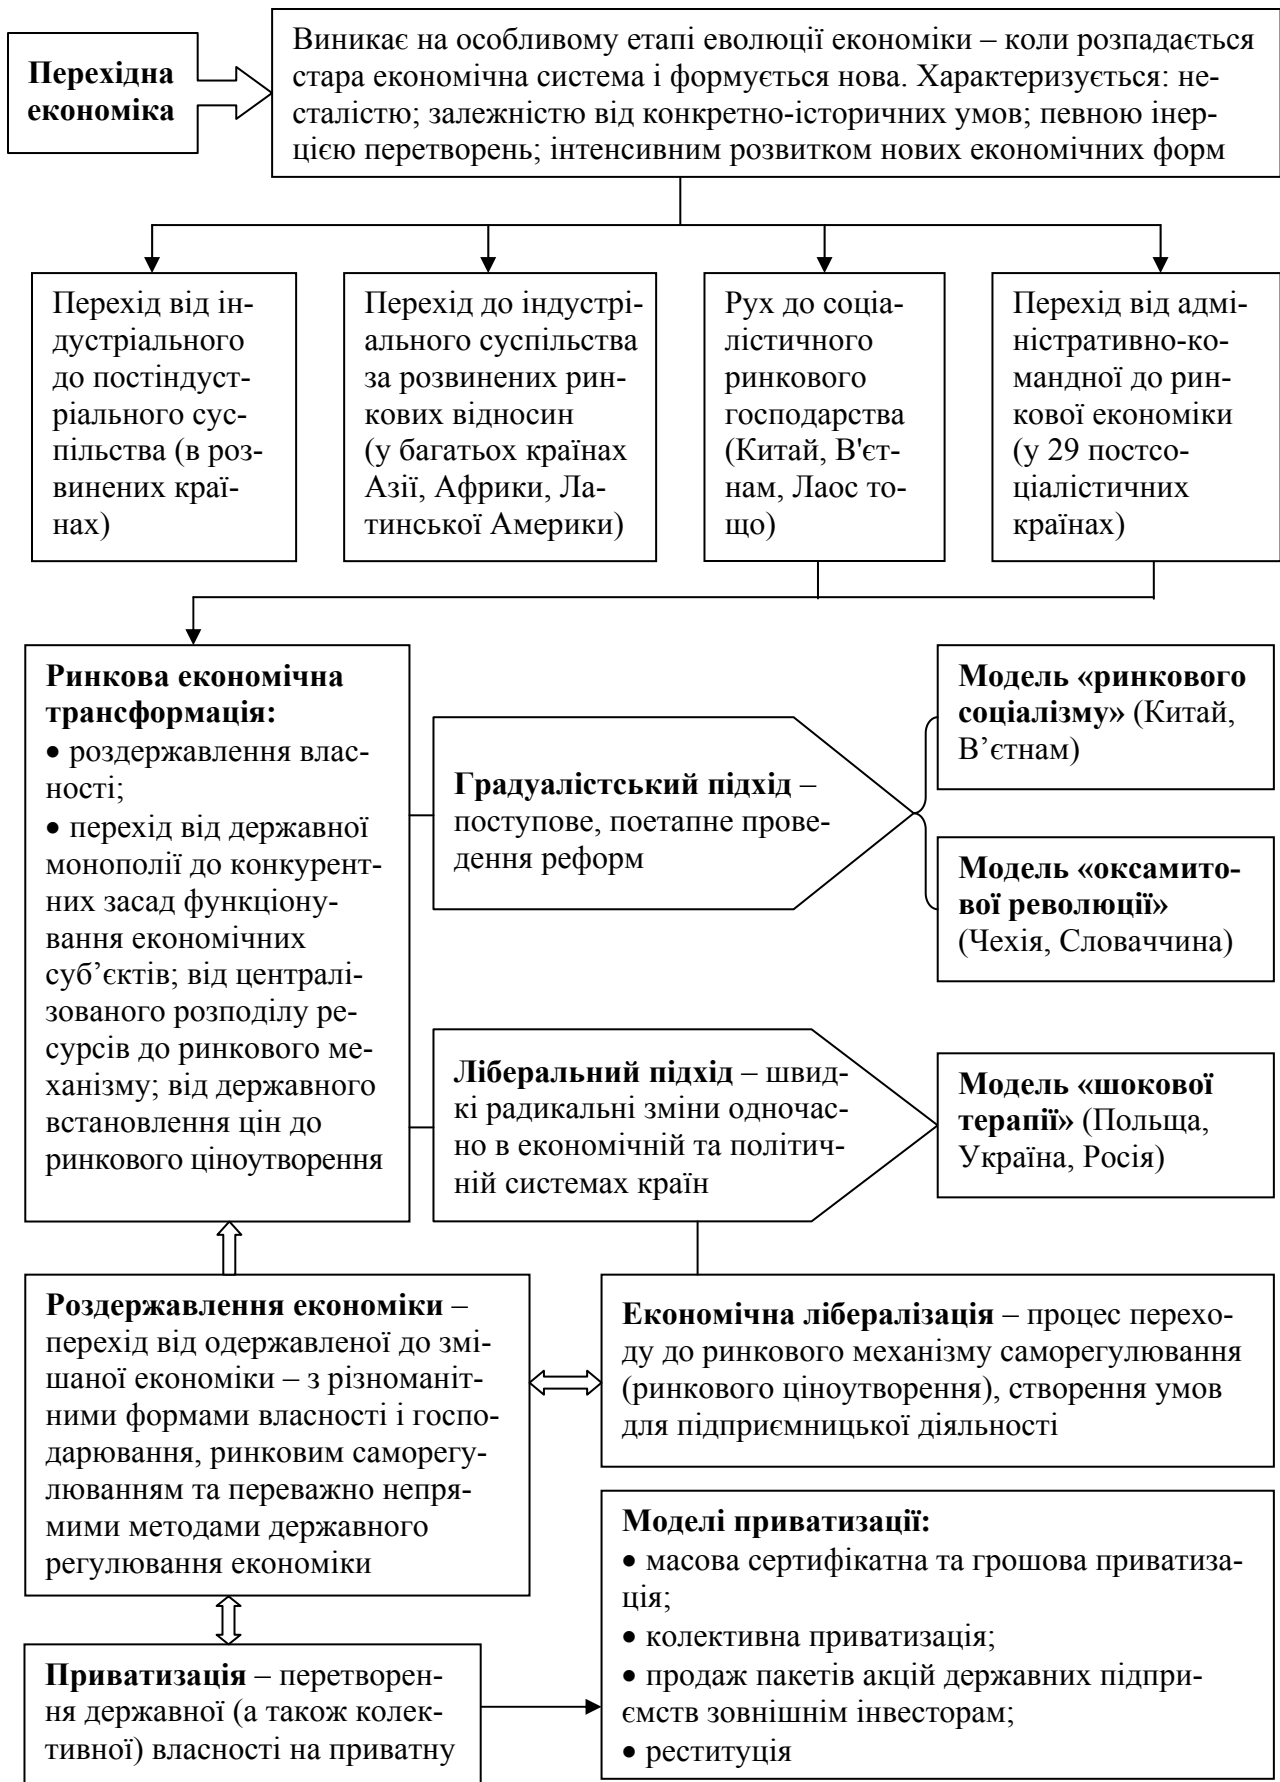 Перехідна
економіка
Виникає на особливому етапі еволюції економіки – коли розпадається
стара економічна система і формується нова. Характеризується: не-
сталістю; залежністю від конкретно-історичних умов; певною інер-
цією перетворень; інтенсивним розвитком нових економічних форм
Перехід від ін-
дустріального
до постіндуст-
ріального сус-
пільства (в роз-
винених краї-
нах)
Перехід до індустрі-
ального суспільства
за розвинених рин-
кових відносин
(у багатьох країнах
Азії, Африки, Ла-
тинської Америки)
Рух до соціа-
лістичного
ринкового
господарства
(Китай, В'єт-
нам, Лаос то-
що)
Перехід від адмі-
ністративно-ко-
мандної до рин-
кової економіки
(у 29 постсо-
ціалістичних
країнах)
Ринкова економічна
трансформація:
• роздержавлення влас-
ності;
• перехід від державної
монополії до конкурент-
них засад функціону-
вання економічних
суб’єктів; від централі-
зованого розподілу ре-
сурсів до ринкового ме-
ханізму; від державного
встановлення цін до
ринкового ціноутворення
Градуалістський підхід –
поступове, поетапне прове-
дення реформ
Модель «ринкового
соціалізму» (Китай,
В’єтнам)
Модель «оксамито-
вої революції»
(Чехія, Словаччина)
Ліберальний підхід – швид-
кі радикальні зміни одночас-
но в економічній та політич-
ній системах країн
Модель «шокової
терапії» (Польща,
Україна, Росія)
Роздержавлення економіки –
перехід від одержавленої до змі-
шаної економіки – з різноманіт-
ними формами власності і госпо-
дарювання, ринковим саморегу-
люванням та переважно непря-
мими методами державного
регулювання економіки
Економічна лібералізація – процес перехо-
ду до ринкового механізму саморегулювання
(ринкового ціноутворення), створення умов
для підприємницької діяльності
Моделі приватизації:
• масова сертифікатна та грошова приватиза-
ція;
• колективна приватизація;
• продаж пакетів акцій державних підпри-
ємств зовнішнім інвесторам;
• реституція
Приватизація – перетворен-
ня державної (а також колек-
тивної) власності на приватну